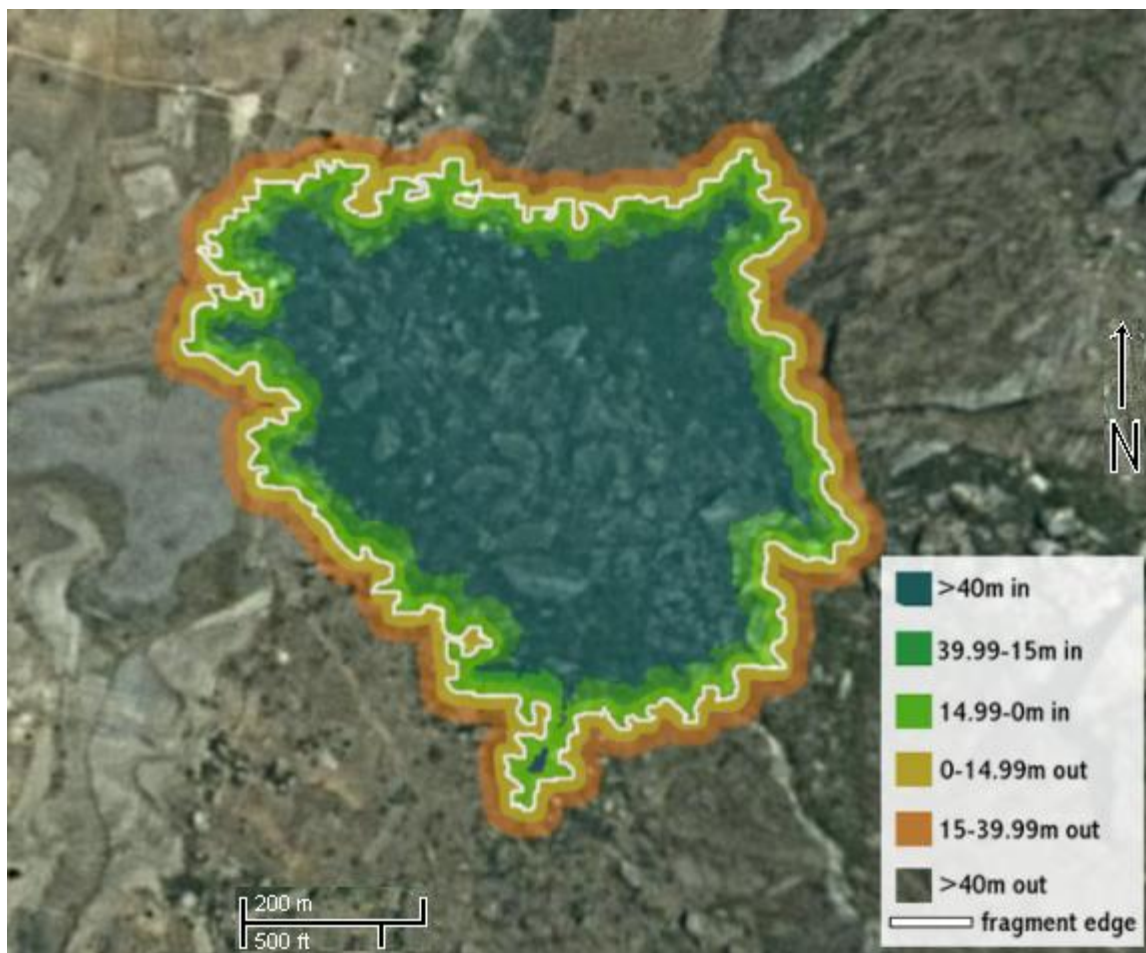 N
>40m in
39.99-15m in
14.99-0m in
0-14.99m out
15-39.99m out
>40m out
fragment edge
200 m
500 ft